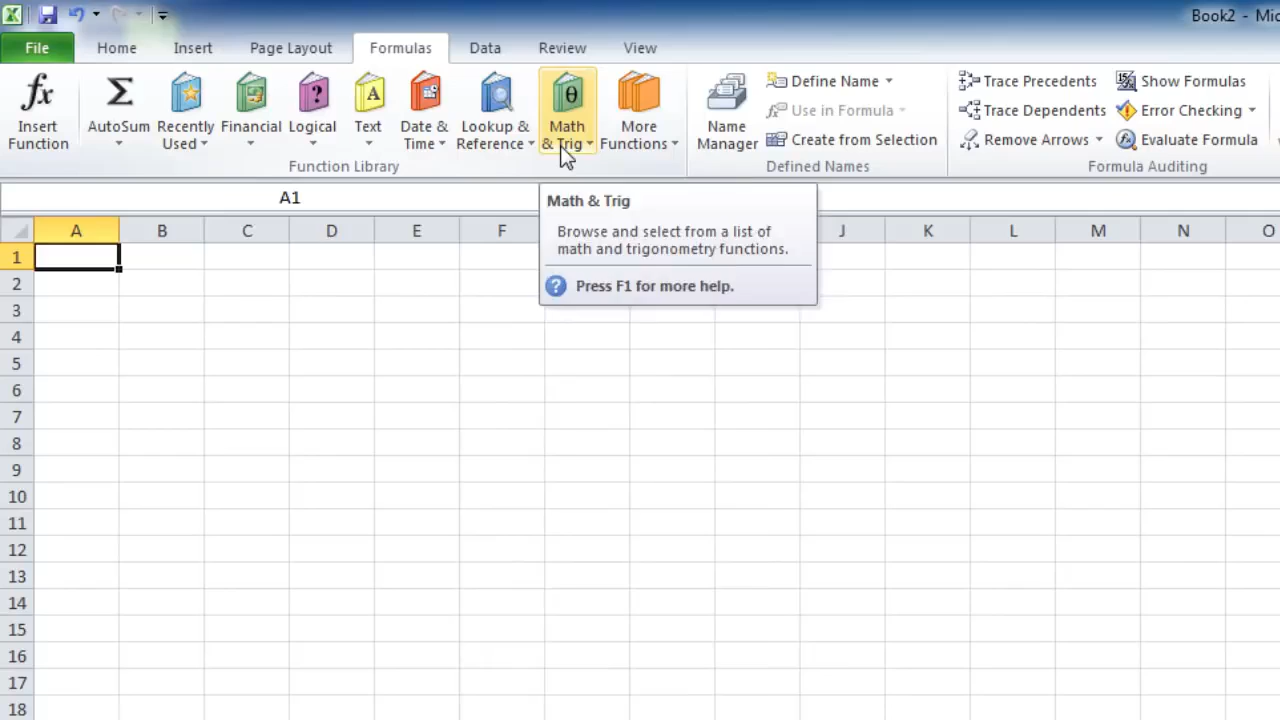 Book2 - Mic
File Home Insert Page Layout Formulas Data Review View
fx Insert Function
Σ AutoSum
Recently Used
Financial
Logical
? 
A Text
Date & Time
Lookup & Reference
θ Math & Trig
More Functions
Name Manager
Define Name
Use in Formula
Create from Selection
Trace Precedents
Trace Dependents
Remove Arrows
Show Formulas
Error Checking
Evaluate Formula
Function Library
Defined Names
Formula Auditing
A1
Math & Trig
Browse and select from a list of
math and trigonometry functions.
? Press F1 for more help.
A B C D E F J K L M N O
1
2
3
4
5
6
7
8
9
10
11
12
13
14
15
16
17
18